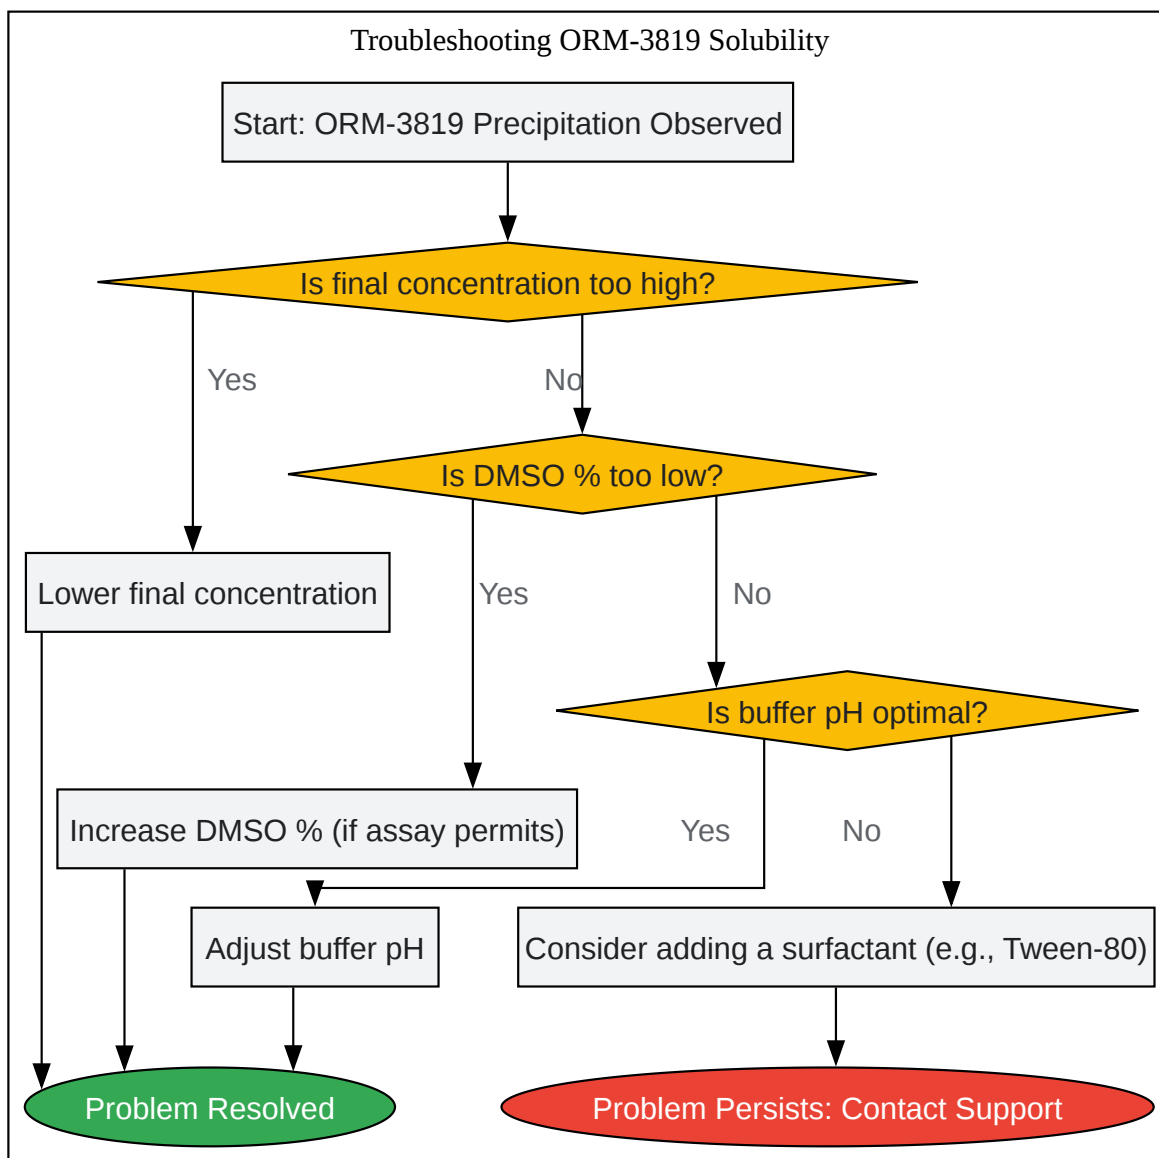 Troubleshooting ORM-3819 Solubility
Start: ORM-3819 Precipitation Observed
Is final concentration too high?
Yes
No
Is DMSO % too low?
Lower final concentration
Yes
No
Is buffer pH optimal?
Increase DMSO % (if assay permits)
Yes
No
Adjust buffer pH
Consider adding a surfactant (e.g., Tween-80)
Problem Resolved
Problem Persists: Contact Support